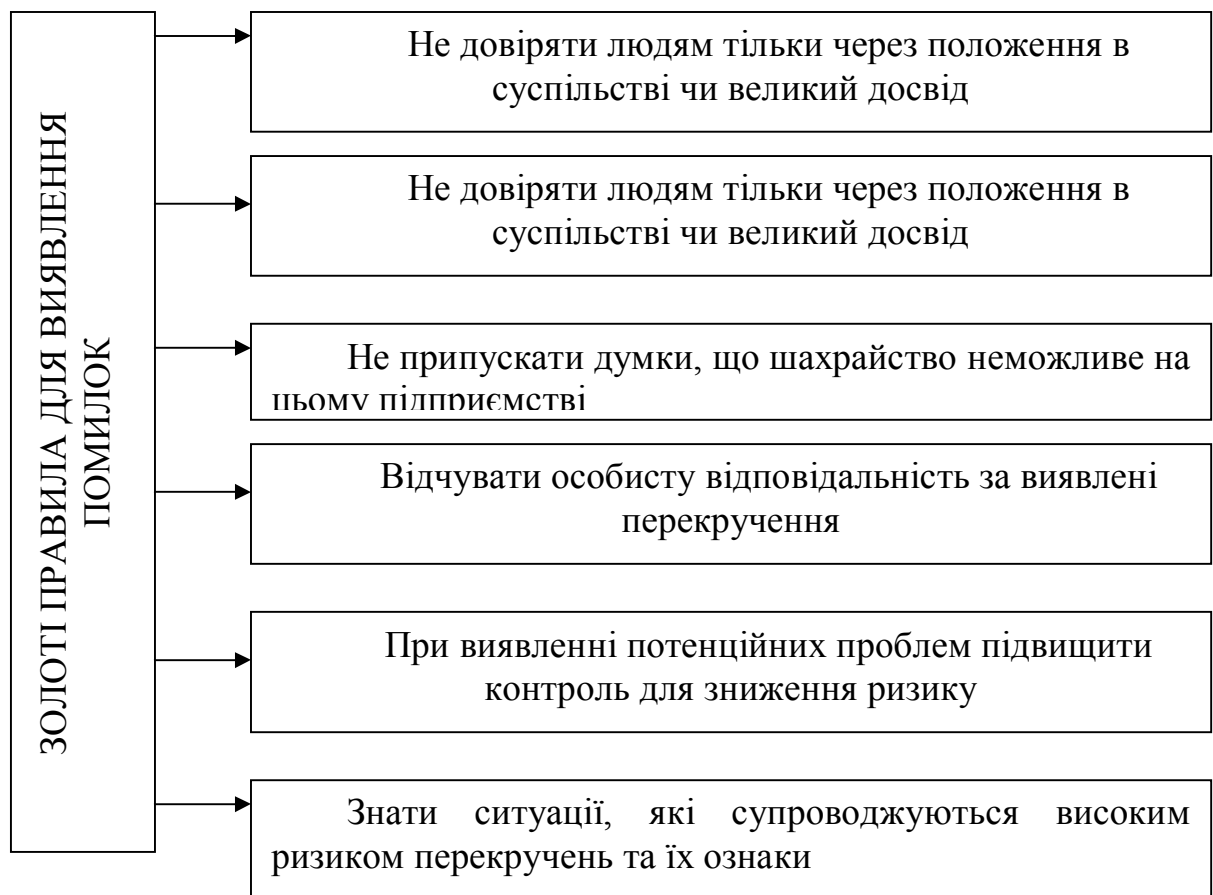 ЗОЛОТІ ПРАВИЛА ДЛЯ ВИЯВЛЕННЯ
ПОМИЛОК
Не довіряти людям тільки через положення в
суспільстві чи великий досвід
Не довіряти людям тільки через положення в
суспільстві чи великий досвід
Не припускати думки, що шахрайство неможливе на
цьому підприємстві
Відчувати особисту відповідальність за виявлені
перекручення
При виявленні потенційних проблем підвищити
контроль для зниження ризику
Знати ситуації, які супроводжуються високим
ризиком перекручень та їх ознаки